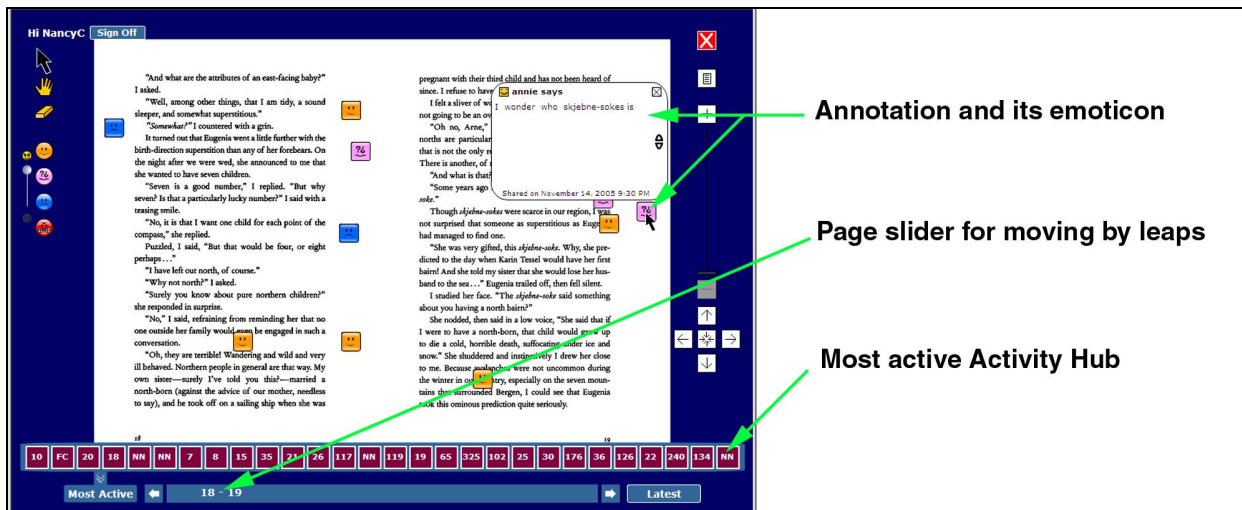 Hi NancyC Sign Off
"And what are the attributes of an east-facing baby?"
I asked.
"Well, among other things, that I am tidy, a sound
sleeper, and somewhat superstitious."
"Somewhat?" I countered with a grin.
It turned out that Eugenia went a little further with the
birth-direction superstition than any of her forebears. On
the night after we were wed, she announced to me that
she wanted to have seven children.
"Seven is a good number," I replied. "But why
seven? Is that a particularly lucky number?" I said with a
teasing smile.
"No, it is that I want one child for each point of the
compass," she replied.
Puzzled, I said, "But that would be four, or eight
perhaps . . ."
"I have left out north, of course."
"Why not north?" I asked.
"Surely you know about pure northern children?"
she responded in surprise.
"No," I said, refraining from reminding her that no
one outside her family would even be engaged in such a
conversation.
"Oh, they are terrible! Wandering and wild and very
ill behaved. Northern people in general are that way. My
own sister—surely I've told you this?—married a
north-born (against the advice of our mother, needless
to say), and he took off on a sailing ship when she was
18
pregnant with their third child and has not been heard of
since. I refuse to have
I felt a sliver of
not going to be an
"Oh no, Arne,"
norths are
that is not the only
There is another, of
"And what is that?
"Some years ago
soke."
Though skjebne-sokes were scarce in our region, I was
not surprised that someone as superstitious as Eugenia
had managed to find one.
"She was very gifted, this skjebne-soke. Why, she pre-
dicted to the day when Karin Tessel would have her first
bairn! And she told my sister that she would lose her hus-
band to the sea . . ." Eugenia trailed off, then fell silent.
I studied her face. "The skjebne-soke said something
about you having a north bairn?"
She nodded, then said in a low voice, "She said that if
I were to have a north-born, that child would grow up
to die a cold, horrible death, suffocating under ice and
snow." She shuddered and instinctively I drew her close
to me. Because avalanches were not uncommon during
the winter in our country, especially on the seven moun-
tains that surrounded Bergen, I could see that Eugenia
took this ominous prediction quite seriously.
19
annie says
I wonder who skjebne-sokes is
Shared on November 14, 2005 9:30 PM
10 FC 20 18 NN NN 7 8 15 35 21 26 117 NN 119 19 65 325 102 25 30 176 36 126 22 240 134 NN
Most Active 18 - 19 Latest
Annotation and its emoticon
Page slider for moving by leaps
Most active Activity Hub